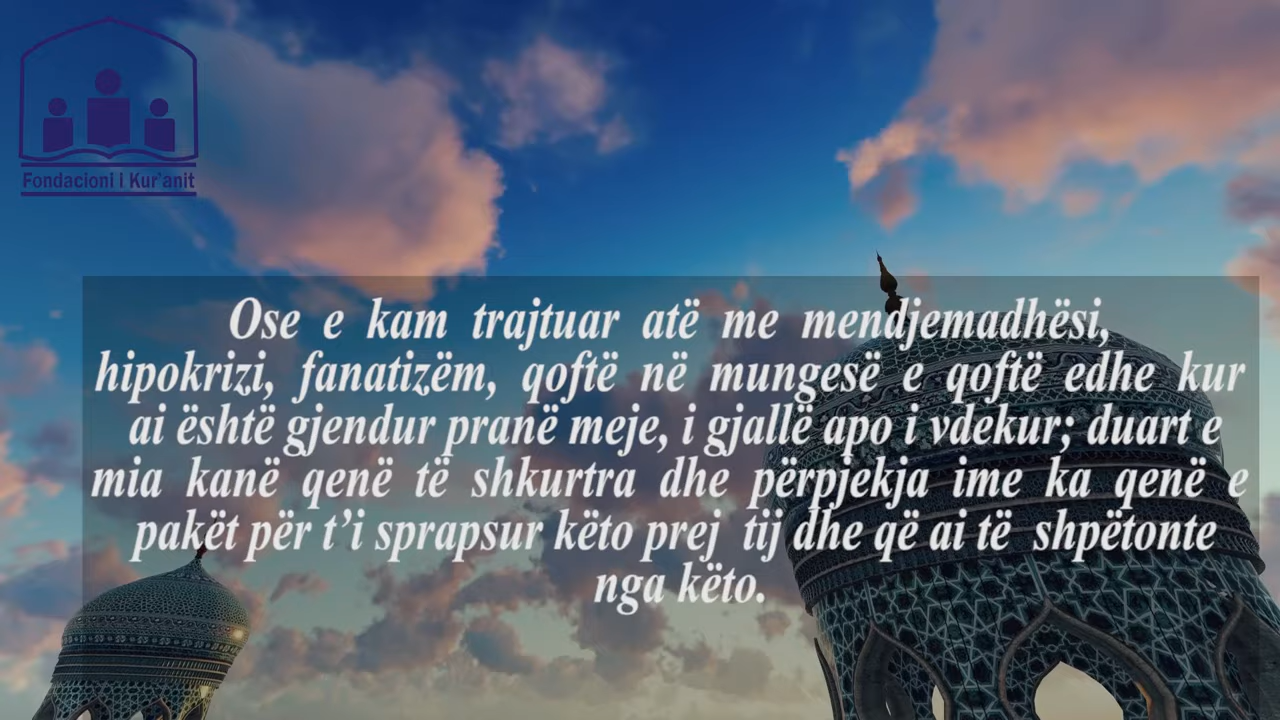 Fondacioni I Kur'anit
Ose e kam trajtuar atë me mendjemadhësi,
hipokrizi, fanatizëm, qoftë në mungesë e qoftë edhe kur
ai është gjendur pranë meje, i gjallë apo i vdekur; duart e
mia kanë qenë të shkurtra dhe përpjekja ime ka qenë e
pakët për t’i sprapsur këto prej tij dhe që ai të shpëtonte
nga këto.